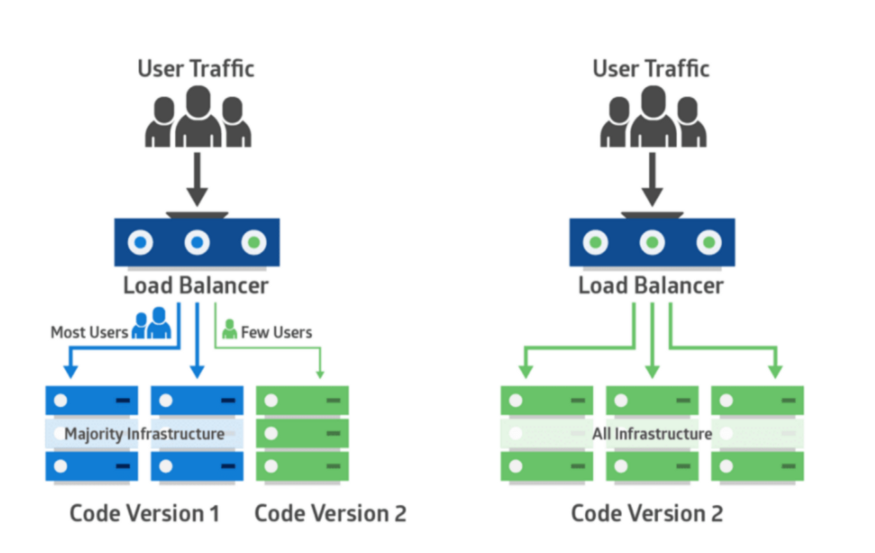 User Traffic
Load Balancer
Most Users
Few Users
Majority Infrastructure
Code Version 1
Code Version 2
User Traffic
Load Balancer
All Infrastructure
Code Version 2